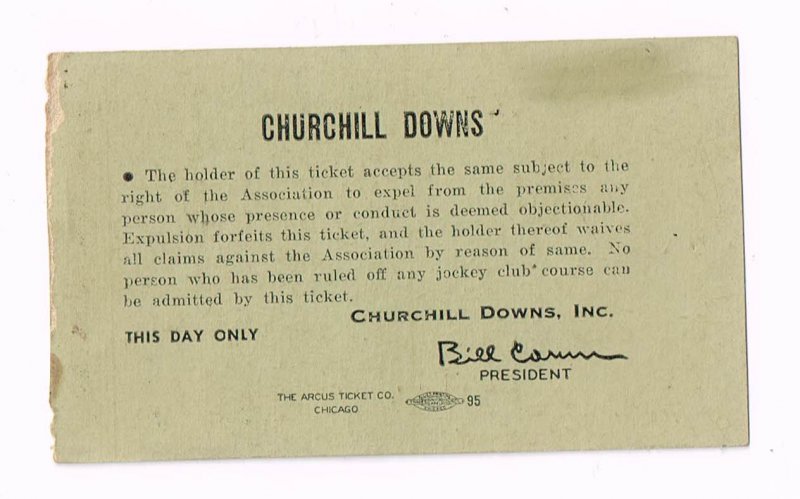 CHURCHILL DOWNS
• The holder of this ticket accepts the same subject to the
right of the Association to expel from the premises any
person whose presence or conduct is deemed objectionable.
Expulsion forfeits this ticket, and the holder thereof waives
all claims against the Association by reason of same. No
person who has been ruled off any jockey club course can
be admitted by this ticket.
CHURCHILL DOWNS, INC.
THIS DAY ONLY
Bill Corum
PRESIDENT
THE ARCUS TICKET CO.
CHICAGO
95